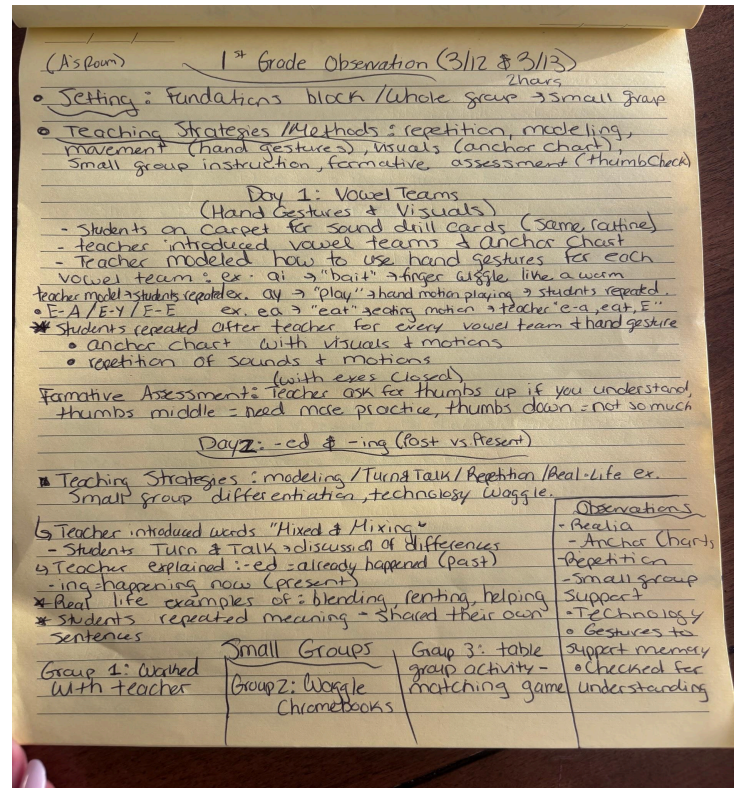 (A's Room) 1st Grade Observation (3/12 & 3/13)
2hours
• Setting: Fundations block/Whole group → small group
• Teaching Strategies/Methods: repetition, modeling,
movement (hand gestures), visuals (anchor chart),
small group instruction, formative assessment (thumb check)
Day 1: Vowel Teams
(Hand Gestures & Visuals)
- Students on carpet for sound drill cards (same routine)
- teacher introduced vowel teams & anchor chart
- Teacher modeled how to use hand gestures for each
vowel team: ex. ai → "bait" → finger wiggle like a worm
teacher model → students repeated ex. ay → "play" → hand motion playing → students repeated.
• E-A/E-Y/E-E ex. ea → "eat" → eating motion → teacher "e-a, eat, E"
* Students repeated after teacher for every vowel team & hand gesture
• anchor chart with visuals & motions
• repetition of sounds & motions
(with eyes closed)
Formative Assessment: Teacher ask for thumbs up if you understand,
thumbs middle = need more practice, thumbs down = not so much
Day 2: -ed & -ing (Past vs. Present)
▪ Teaching Strategies: modeling/Turn & Talk/Repetition/Real-Life ex.
Small group differentiation, technology Waggle.
↳ Teacher introduced words "Mixed & Mixing"
- Students Turn & Talk → discussion of differences
↳ Teacher explained: -ed = already happened (past)
-ing = happening now (present)
* Real life examples of: blending, renting, helping
* Students repeated meaning - shared their own
sentences
Observations
- Realia
- Anchor Charts
- Repetition
- Small group
support
• Technology
• Gestures to
support memory
• Checked for
understanding
Small Groups
Group 1: Worked
with teacher
Group 2: Waggle
Chromebooks
Group 3: table
group activity -
matching game